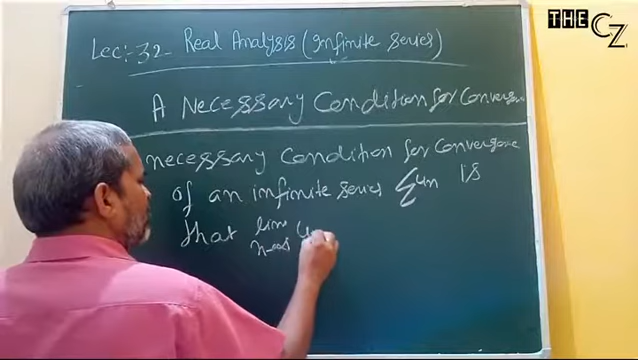 THE CZ
Lec:-32- Real Analysis (Infinite series)
A Necessary Condition for Convergence
necessary Condition for Convergence
of an infinite series ∑un is
that lim u
n→∞